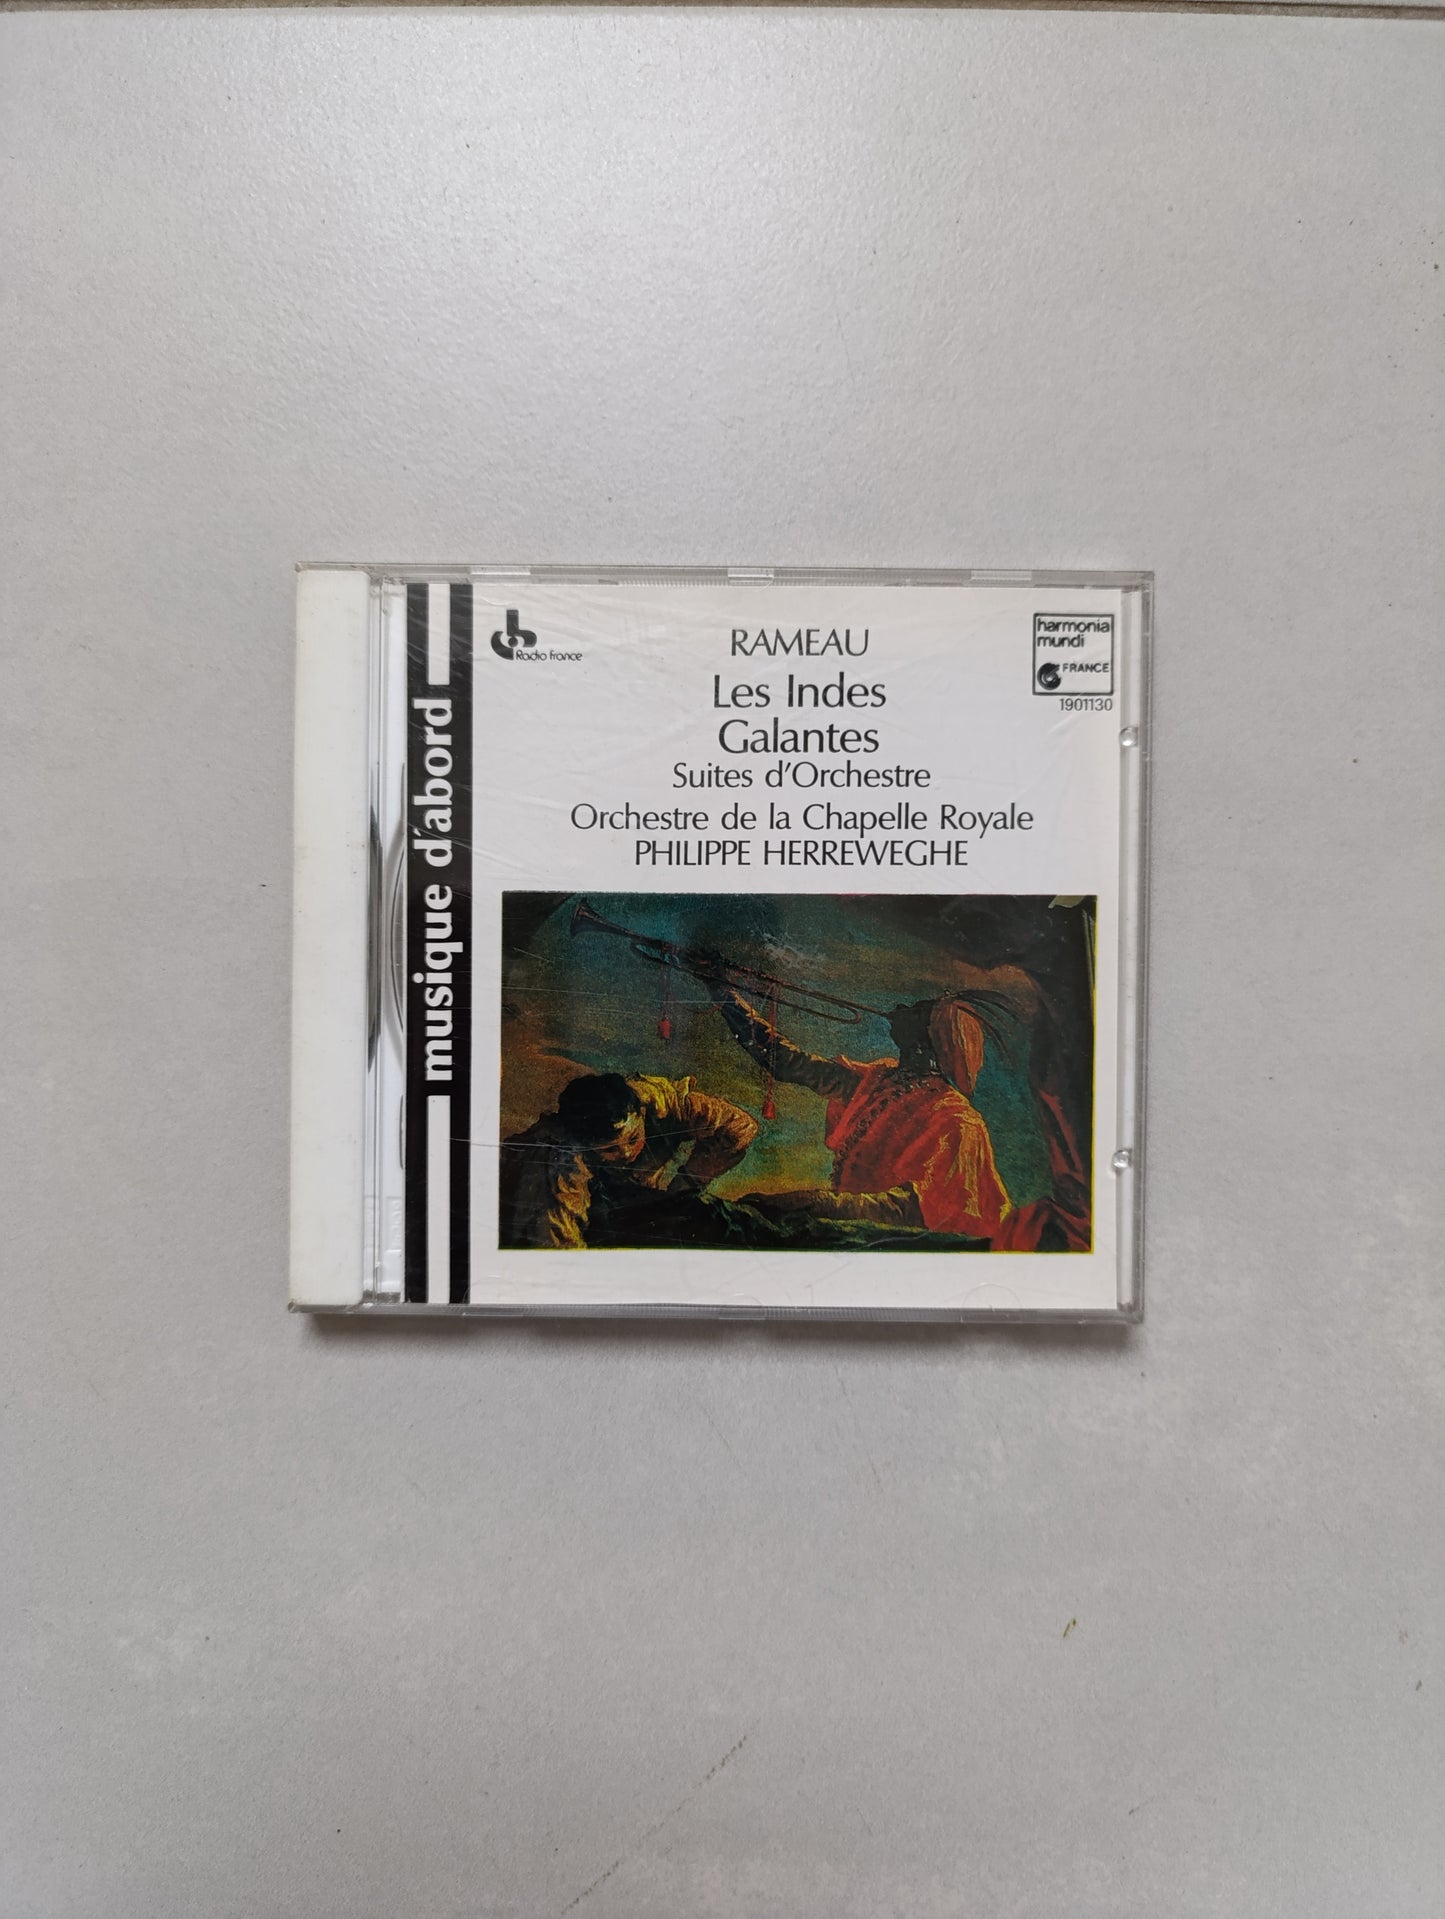 musique d'abord
Radio france
RAMEAU
Les Indes
Galantes
Suites d'Orchestre
Orchestre de la Chapelle Royale
PHILIPPE HERREWEGHE
harmonia
mundi
FRANCE
1901130